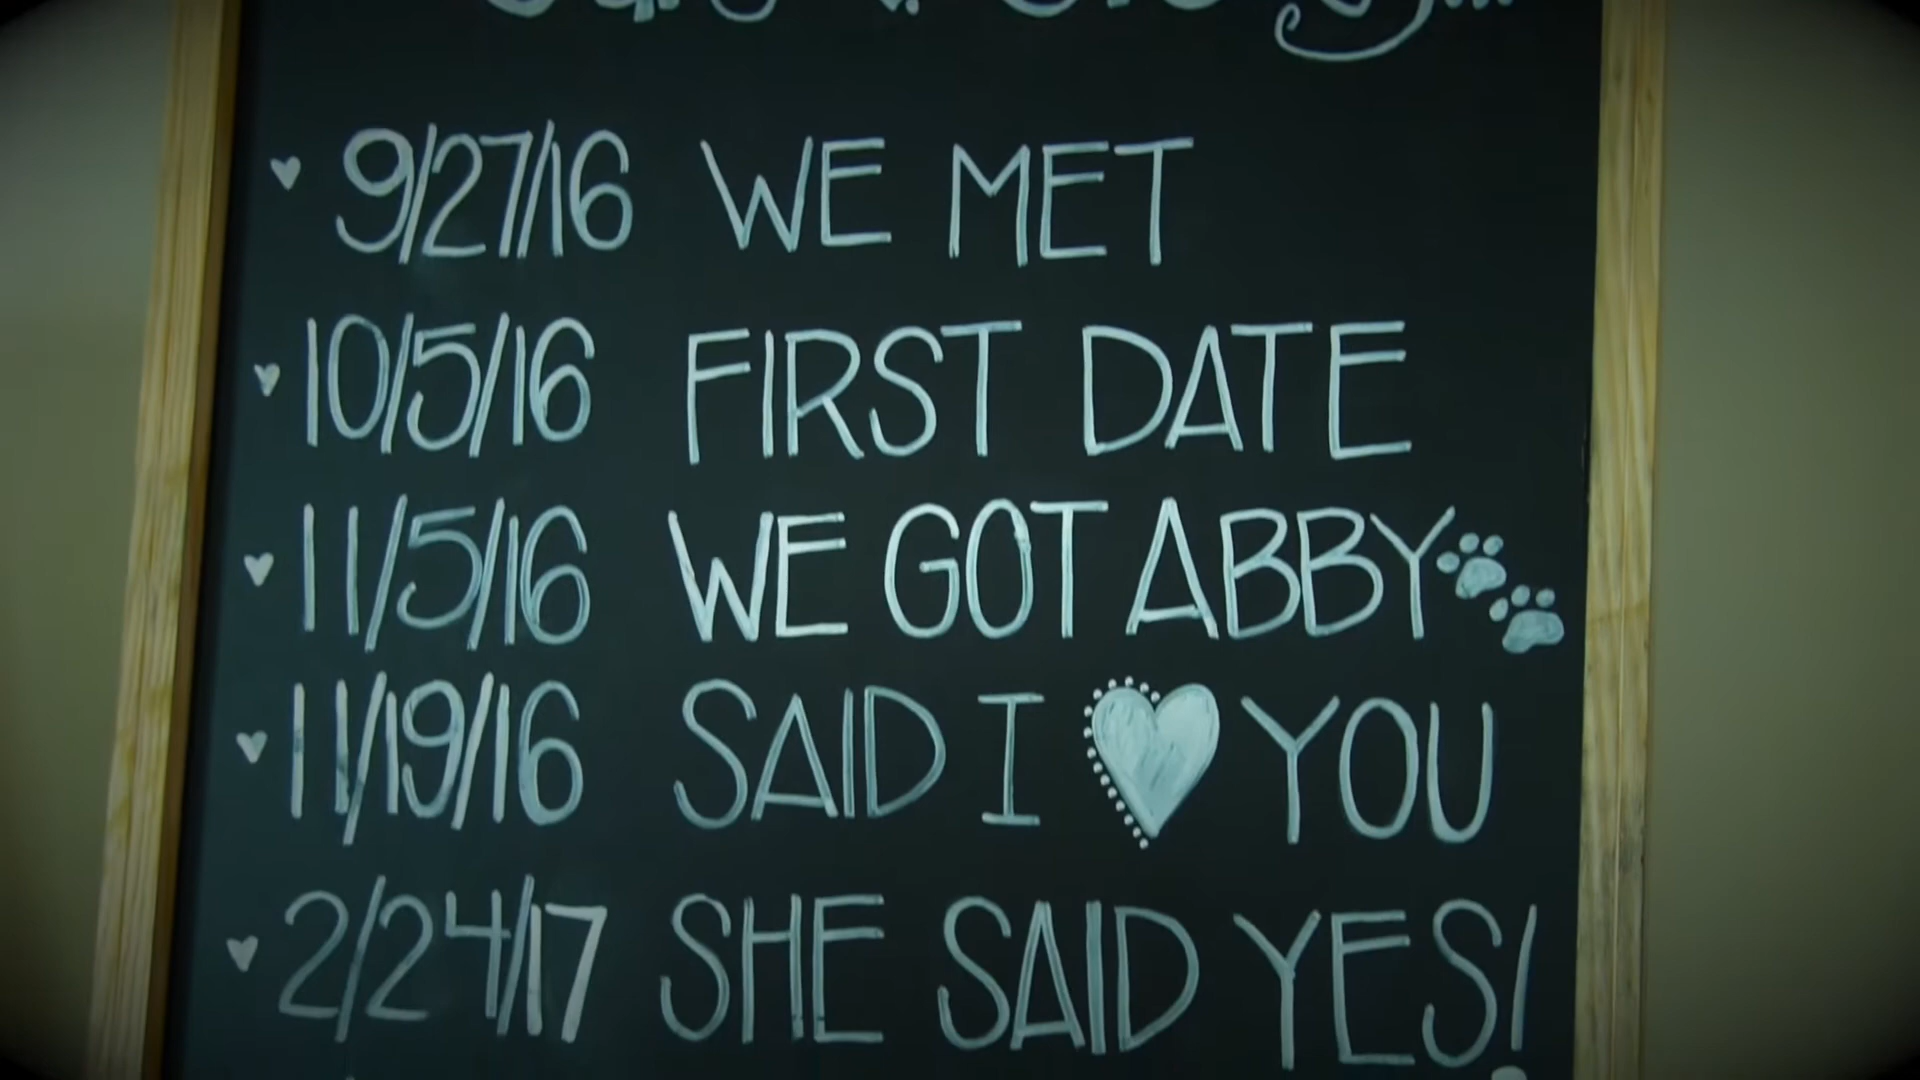 9/27/16 WE MET
10/5/16 FIRST DATE
11/5/16 WE GOT ABBY
11/19/16 SAID I ♥ YOU
2/24/17 SHE SAID YES!